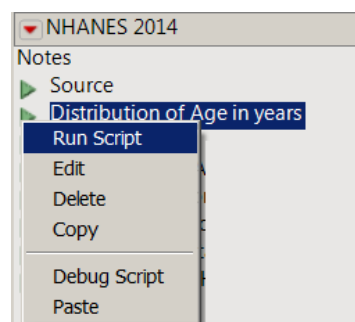 NHANES 2014
Notes
Source
Distribution of Age in years
Run Script
Edit
Delete
Copy
Debug Script
Paste